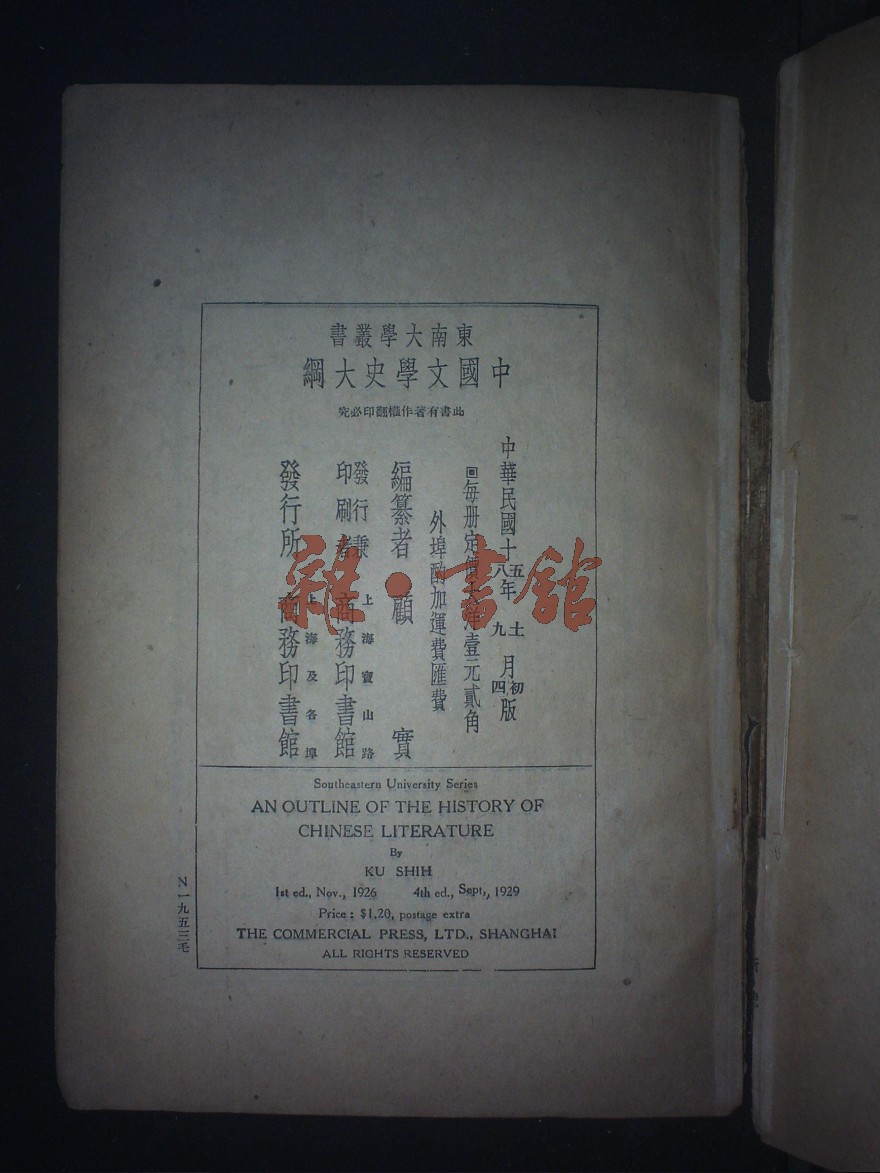 東南大學叢書
中國文學史大綱
此書有著作權翻印必究
中華民國十五年十一月初版
十八年九月四版
回每册定價大洋壹元貳角
外埠酌加運費匯費
編纂者 顧 實
發行兼印刷者 上海寶山路 商務印書館
發行所 上海及各埠 商務印書館
雜·書館
Southeastern University Series
AN OUTLINE OF THE HISTORY OF
CHINESE LITERATURE
By
KU SHIH
1st ed., Nov., 1926 4th ed., Sept., 1929
Price: $1.20, postage extra
THE COMMERCIAL PRESS, LTD., SHANGHAI
ALL RIGHTS RESERVED
N一九五三毛